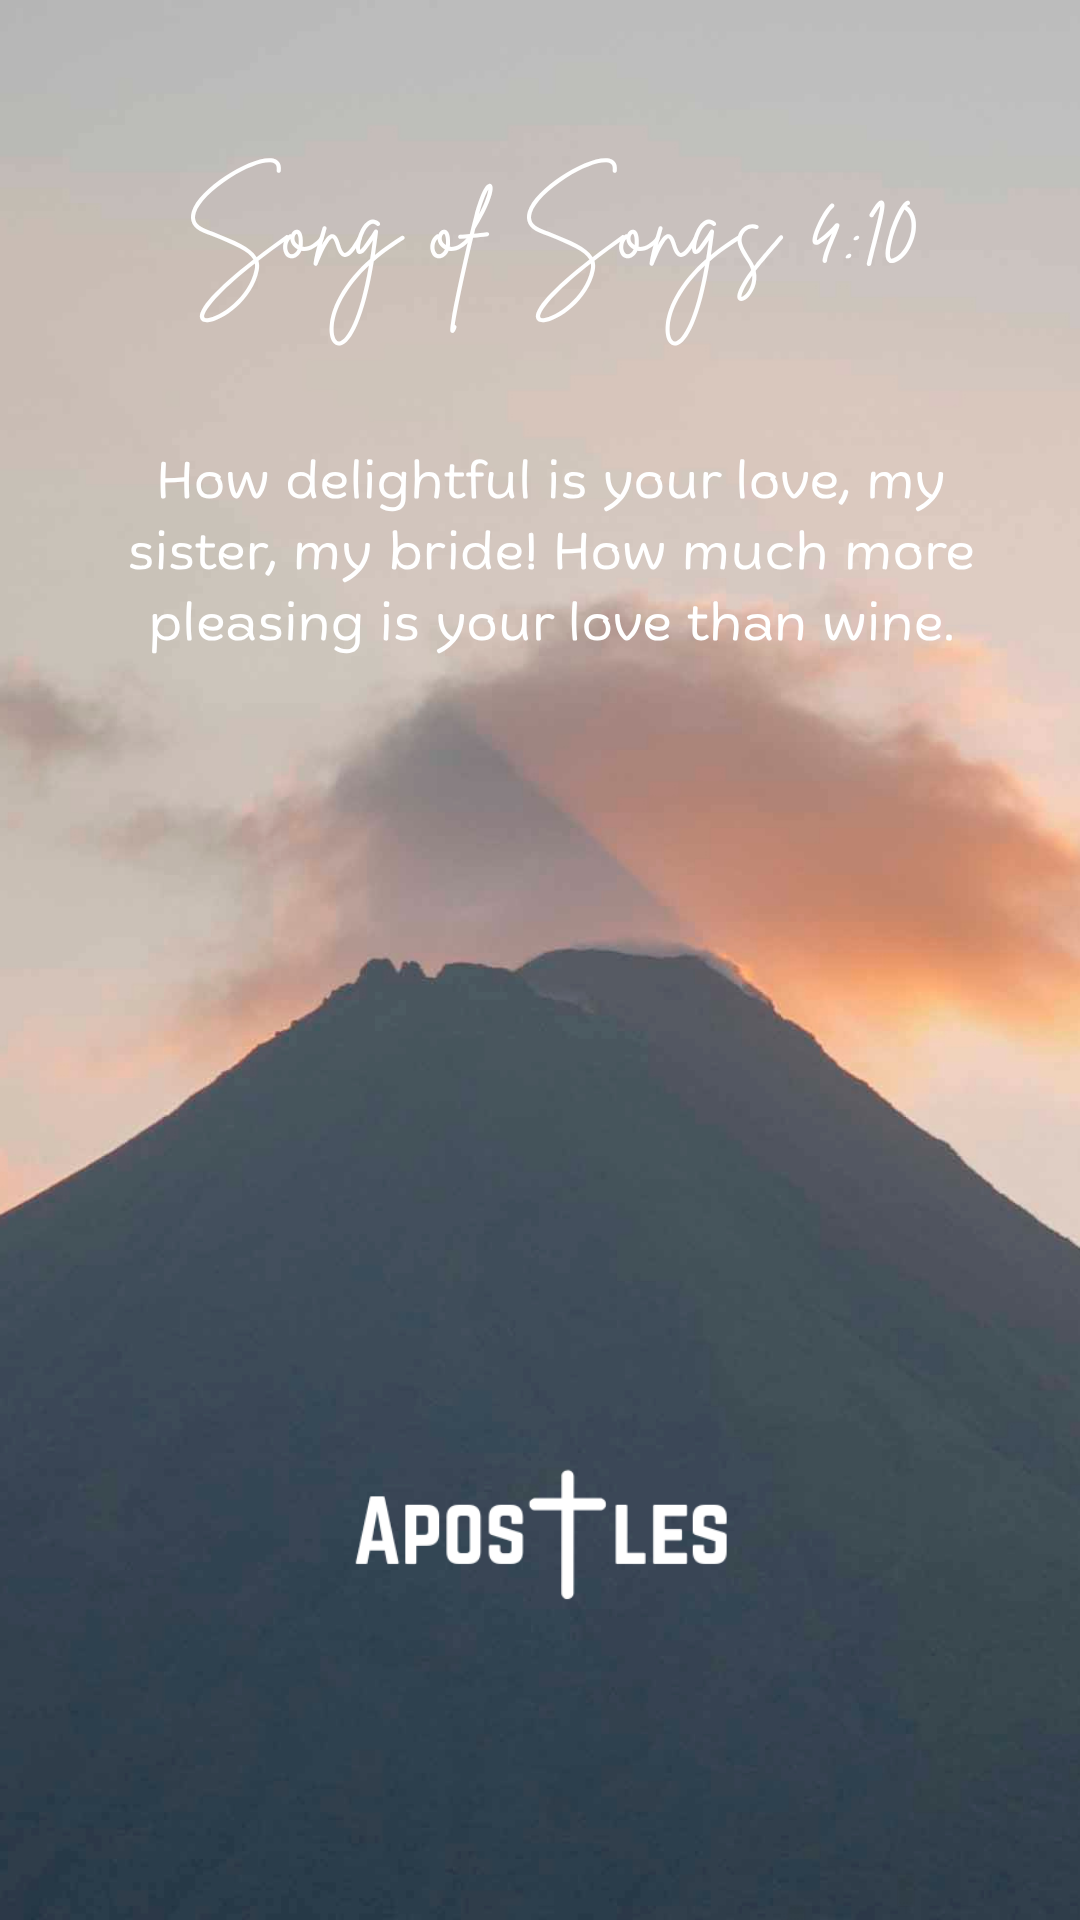 Song of Songs 4:10
How delightful is your love, my
sister, my bride! How much more
pleasing is your love than wine.
Apostles